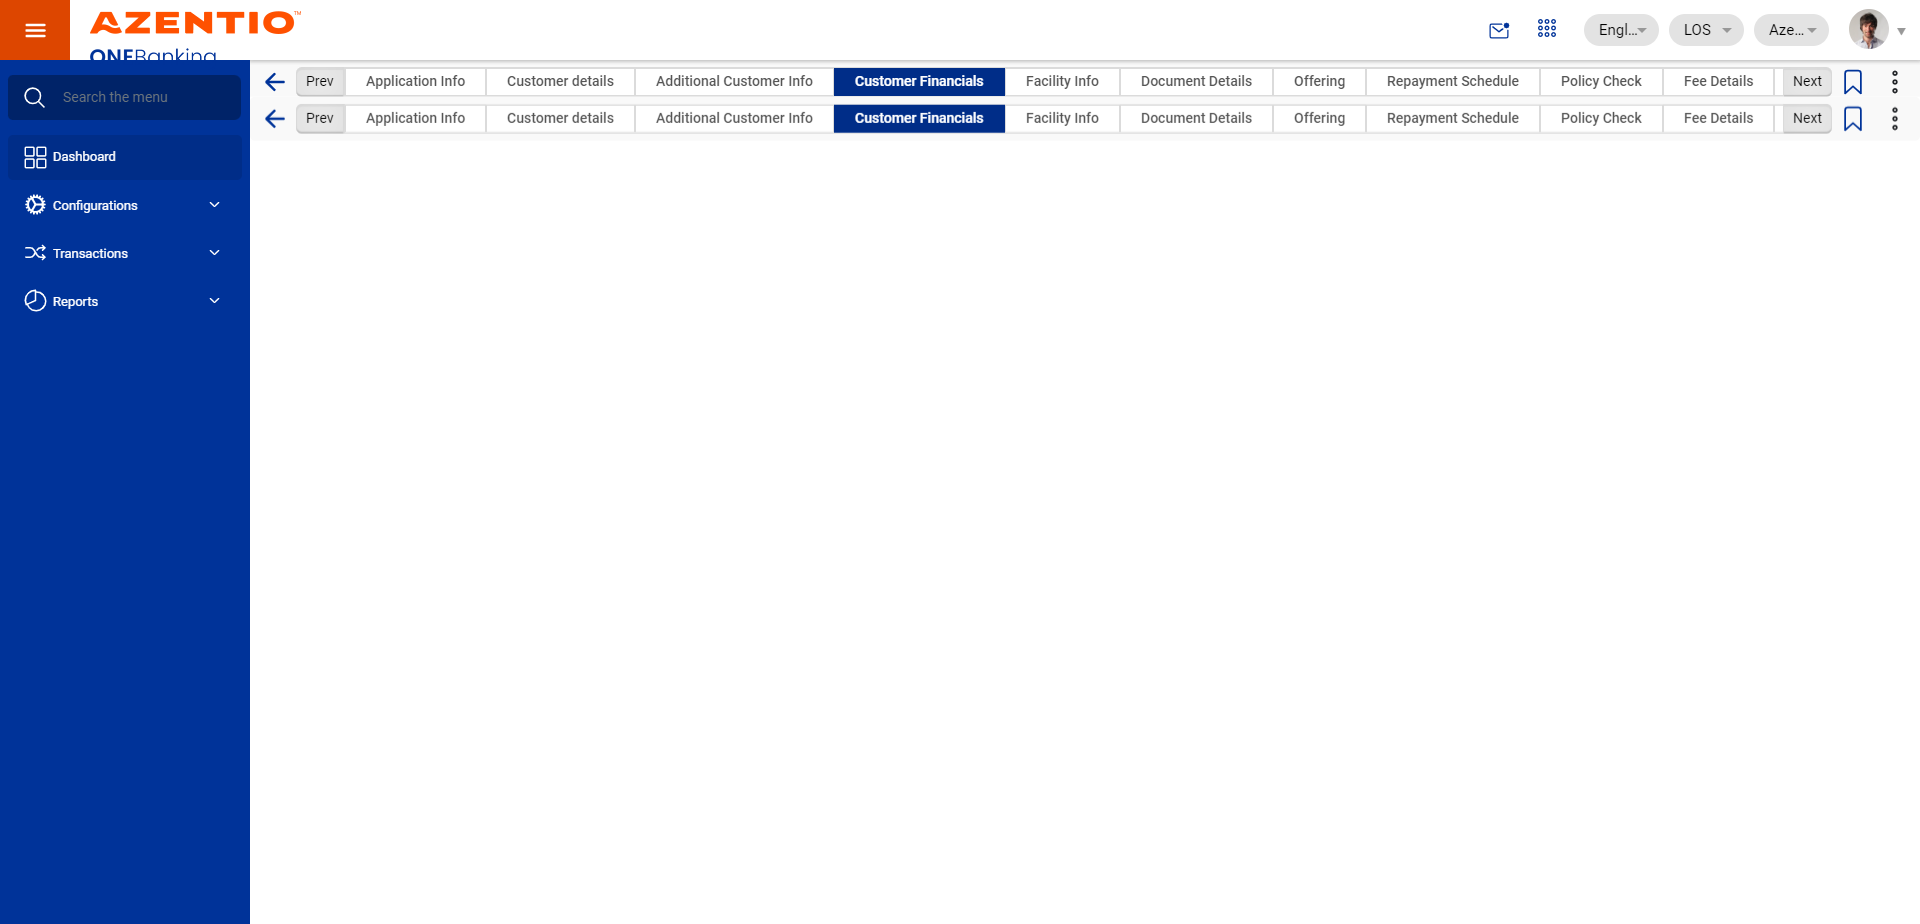 AZENTIO™
ONEBanking
Engl...
LOS
Aze...
Search the menu
Dashboard
Configurations
Transactions
Reports
Prev Application Info Customer details Additional Customer Info Customer Financials Facility Info Document Details Offering Repayment Schedule Policy Check Fee Details Next
Prev Application Info Customer details Additional Customer Info Customer Financials Facility Info Document Details Offering Repayment Schedule Policy Check Fee Details Next